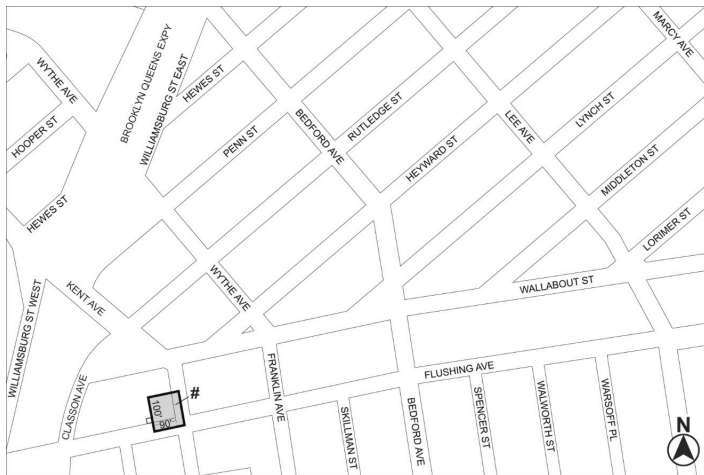 MARCY AVE
WYTHE AVE
BROOKLYN QUEENS EXPY
WILLIAMSBURG ST EAST
HEWES ST
HOOPER ST
PENN ST
BEDFORD AVE
RUTLEDGE ST
LEE AVE
LYNCH ST
HEYWARD ST
MIDDLETON ST
HEWES ST
LORIMER ST
WYTHE AVE
WALLABOUT ST
KENT AVE
WILLIAMSBURG ST WEST
FLUSHING AVE
FRANKLIN AVE
CLASSON AVE
#
100'
90'
SKILLMAN ST
BEDFORD AVE
SPENCER ST
WALWORTH ST
WARSOFF PL
N